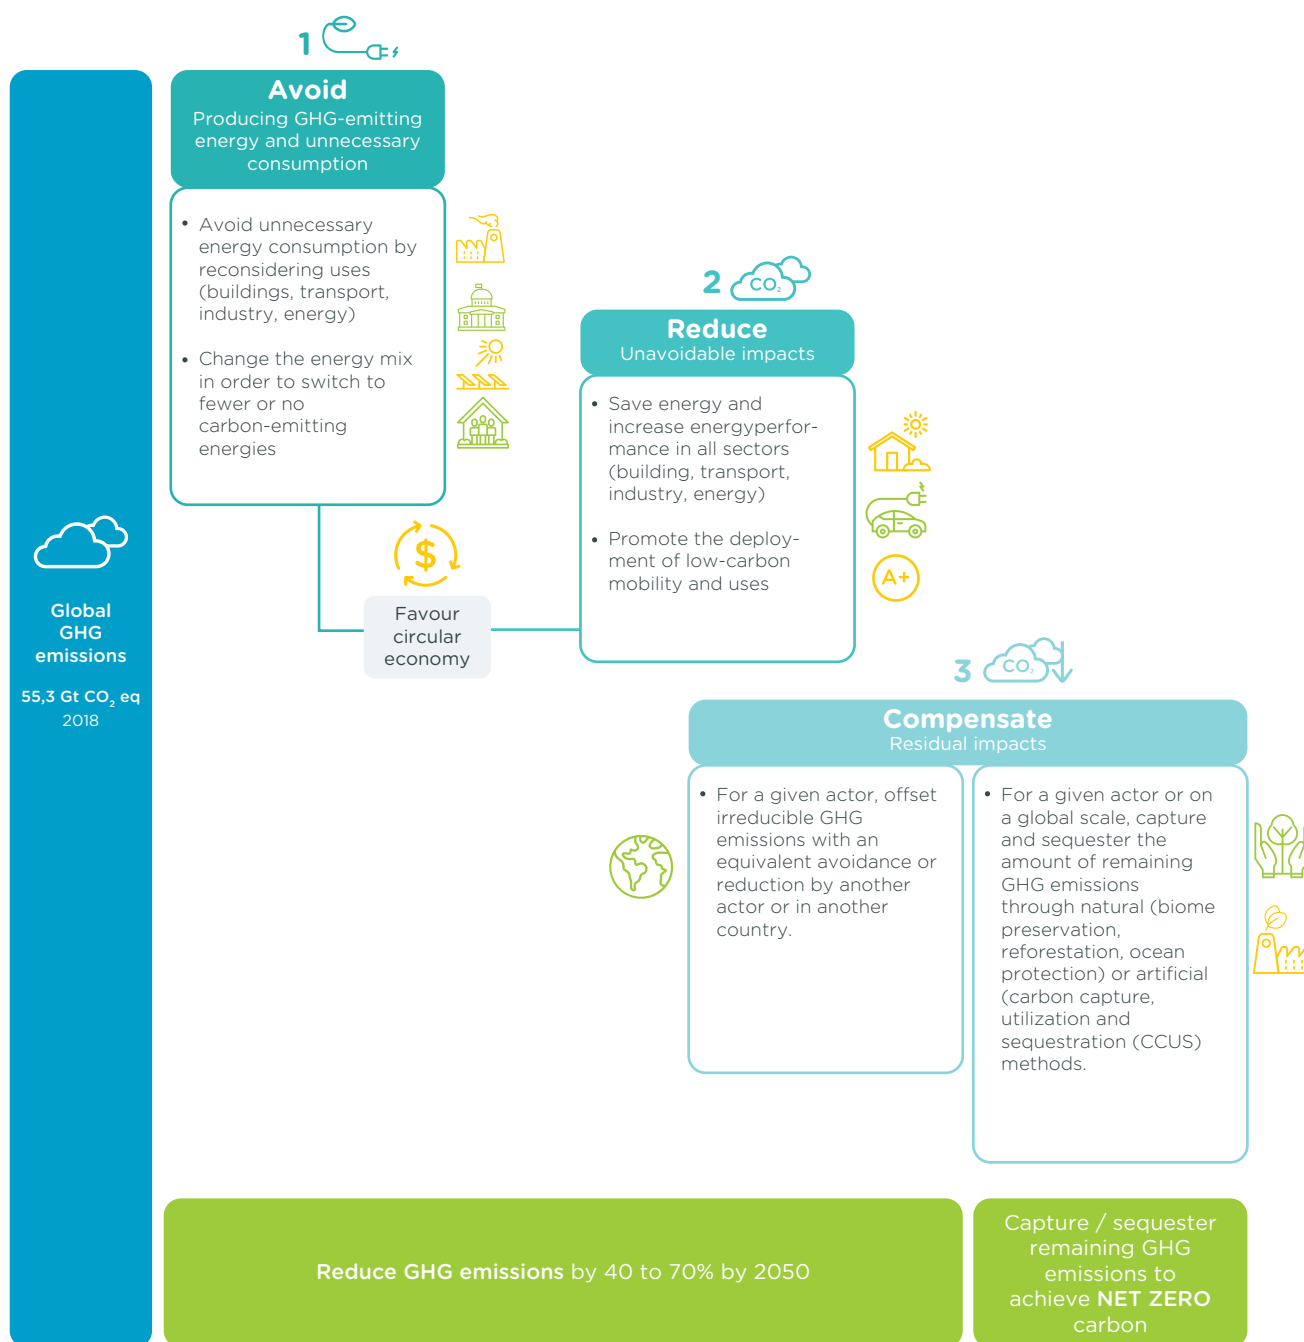 1
Avoid
Producing GHG-emitting
energy and unnecessary
consumption
• Avoid unnecessary
energy consumption by
reconsidering uses
(buildings, transport,
industry, energy)
• Change the energy mix
in order to switch to
fewer or no
carbon-emitting
energies
2
CO₂
Reduce
Unavoidable impacts
• Save energy and
increase energyperfor-
mance in all sectors
(building, transport,
industry, energy)
• Promote the deploy-
ment of low-carbon
mobility and uses
A+
$
Favour
circular
economy
Global
GHG
emissions
55,3 Gt CO₂ eq
2018
3
CO₂
Compensate
Residual impacts
• For a given actor, offset
irreducible GHG
emissions with an
equivalent avoidance or
reduction by another
actor or in another
country.
• For a given actor or on
a global scale, capture
and sequester the
amount of remaining
GHG emissions
through natural (biome
preservation,
reforestation, ocean
protection) or artificial
(carbon capture,
utilization and
sequestration (CCUS)
methods.
Reduce GHG emissions by 40 to 70% by 2050
Capture / sequester
remaining GHG
emissions to
achieve NET ZERO
carbon